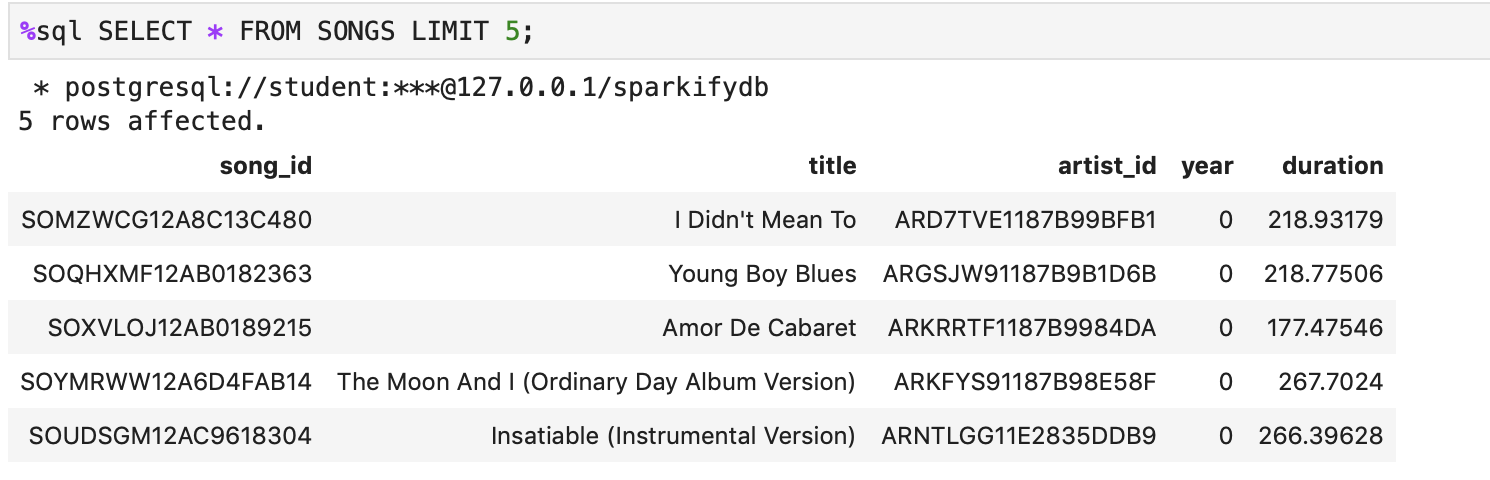 %sql SELECT * FROM SONGS LIMIT 5;
* postgresql://student:***@127.0.0.1/sparkifydb
5 rows affected.
song_id title artist_id year duration
SOMZWCG12A8C13C480 I Didn't Mean To ARD7TVE1187B99BFB1 0 218.93179
SOQHXMF12AB0182363 Young Boy Blues ARGSJW91187B9B1D6B 0 218.77506
SOXVLOJ12AB0189215 Amor De Cabaret ARKRRTF1187B9984DA 0 177.47546
SOYMRWW12A6D4FAB14 The Moon And I (Ordinary Day Album Version) ARKFYS91187B98E58F 0 267.7024
SOUDSGM12AC9618304 Insatiable (Instrumental Version) ARNTLGG11E2835DDB9 0 266.39628